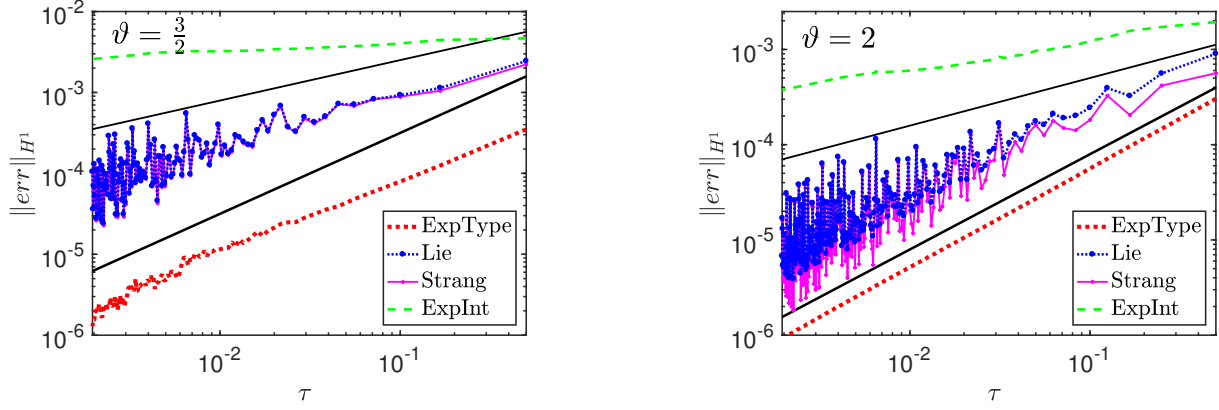 ϑ = 3/2
10^-2
10^-3
10^-4
10^-5
10^-6
‖err‖_{H^1}
ExpType
Lie
Strang
ExpInt
10^-2
10^-1
τ
ϑ = 2
10^-3
10^-4
10^-5
10^-6
‖err‖_{H^1}
ExpType
Lie
Strang
ExpInt
10^-2
10^-1
τ